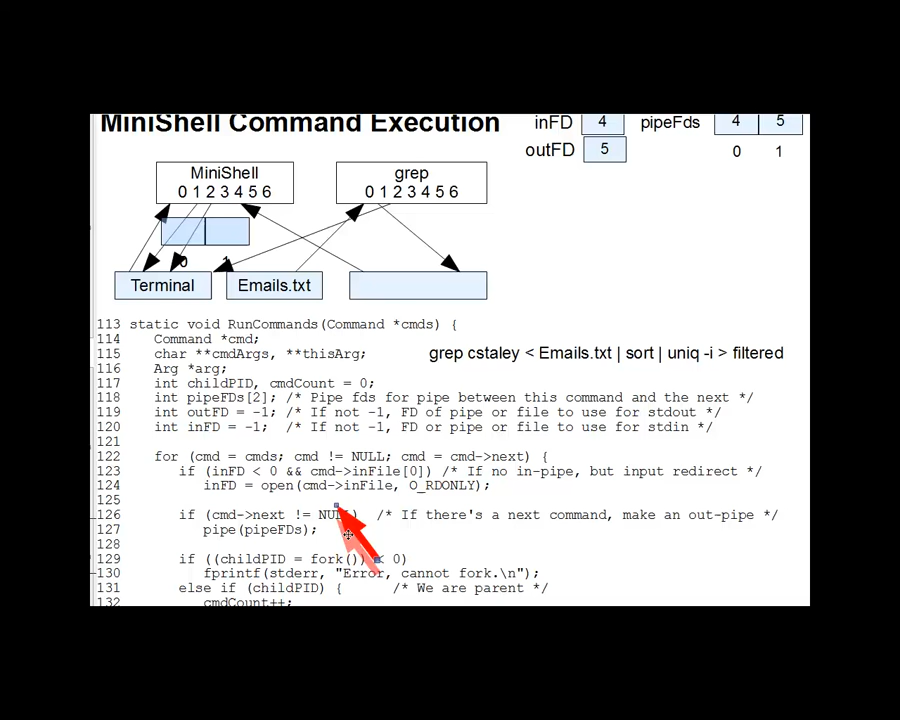 MiniShell Command Execution
inFD 4 pipeFds 4 5
outFD 5 0 1
MiniShell grep
0 1 2 3 4 5 6 0 1 2 3 4 5 6
0 1
Terminal Emails.txt
113 static void RunCommands(Command *cmds) {
114 Command *cmd;
115 char **cmdArgs, **thisArg;
grep cstaley < Emails.txt | sort | uniq -i > filtered
116 Arg *arg;
117 int childPID, cmdCount = 0;
118 int pipeFDs[2]; /* Pipe fds for pipe between this command and the next */
119 int outFD = -1; /* If not -1, FD of pipe or file to use for stdout */
120 int inFD = -1; /* If not -1, FD or pipe or file to use for stdin */
121
122 for (cmd = cmds; cmd != NULL; cmd = cmd->next) {
123 if (inFD < 0 && cmd->inFile[0]) /* If no in-pipe, but input redirect */
124 inFD = open(cmd->inFile, O_RDONLY);
125
126 if (cmd->next != NULL) /* If there's a next command, make an out-pipe */
127 pipe(pipeFDs);
128
129 if ((childPID = fork()) < 0)
130 fprintf(stderr, "Error, cannot fork.\n");
131 else if (childPID) { /* We are parent */
132 cmdCount++;